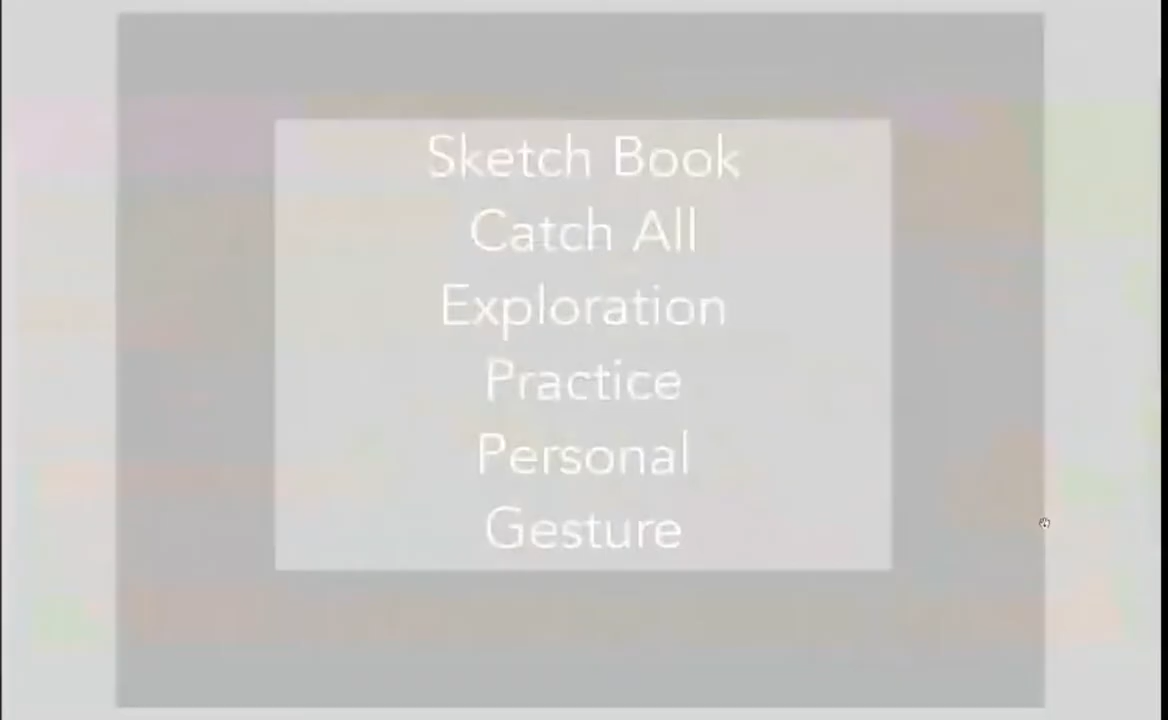 Sketch Book
Catch All
Exploration
Practice
Personal
Gesture